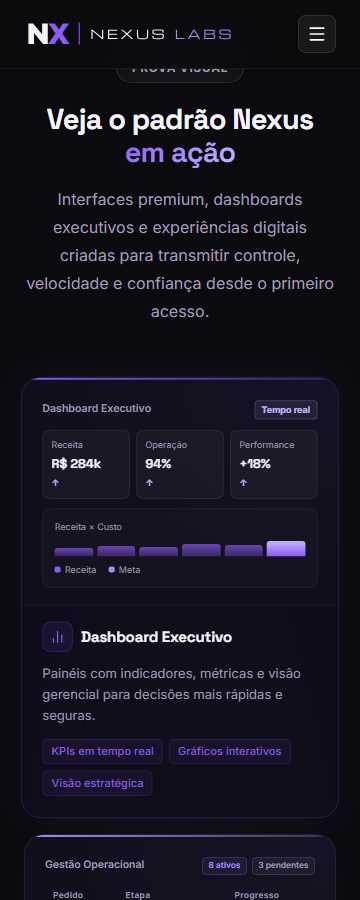 NX | NEXUS LABS
PROVA VISUAL
Veja o padrão Nexus
em ação
Interfaces premium, dashboards
executivos e experiências digitais
criadas para transmitir controle,
velocidade e confiança desde o primeiro
acesso.
Dashboard Executivo
Tempo real
Receita
R$ 284k
↑
Operação
94%
↑
Performance
+18%
↑
Receita × Custo
Receita
Meta
Dashboard Executivo
Painéis com indicadores, métricas e visão
gerencial para decisões mais rápidas e
seguras.
KPIs em tempo real
Gráficos interativos
Visão estratégica
Gestão Operacional
8 ativos
3 pendentes
Pedido
Etapa
Progresso